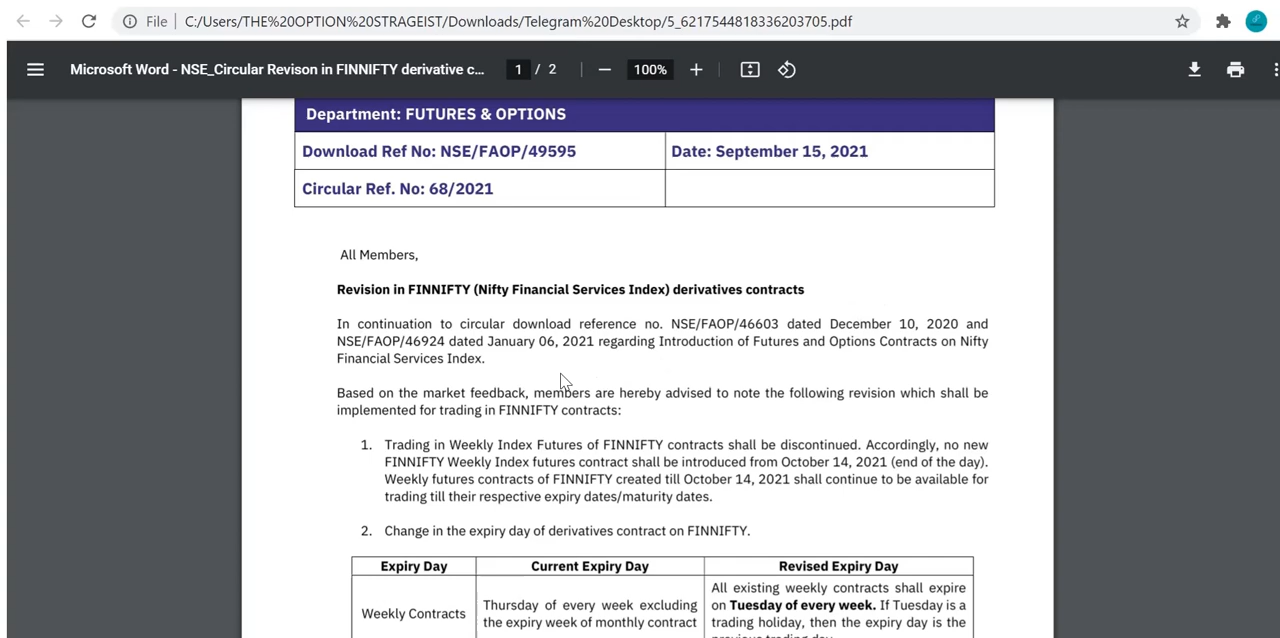 File | C:/Users/THE%20OPTION%20STRAGEIST/Downloads/Telegram%20Desktop/5_6217544818336203705.pdf
Microsoft Word - NSE_Circular Revison in FINNIFTY derivative c... 1 / 2 100%
Department: FUTURES & OPTIONS
Download Ref No: NSE/FAOP/49595 Date: September 15, 2021
Circular Ref. No: 68/2021
All Members,
Revision in FINNIFTY (Nifty Financial Services Index) derivatives contracts
In continuation to circular download reference no. NSE/FAOP/46603 dated December 10, 2020 and
NSE/FAOP/46924 dated January 06, 2021 regarding Introduction of Futures and Options Contracts on Nifty
Financial Services Index.
Based on the market feedback, members are hereby advised to note the following revision which shall be
implemented for trading in FINNIFTY contracts:
1. Trading in Weekly Index Futures of FINNIFTY contracts shall be discontinued. Accordingly, no new
FINNIFTY Weekly Index futures contract shall be introduced from October 14, 2021 (end of the day).
Weekly futures contracts of FINNIFTY created till October 14, 2021 shall continue to be available for
trading till their respective expiry dates/maturity dates.
2. Change in the expiry day of derivatives contract on FINNIFTY.
Expiry Day Current Expiry Day Revised Expiry Day
Weekly Contracts
Thursday of every week excluding
the expiry week of monthly contract
All existing weekly contracts shall expire
on Tuesday of every week. If Tuesday is a
trading holiday, then the expiry day is the
previous trading day